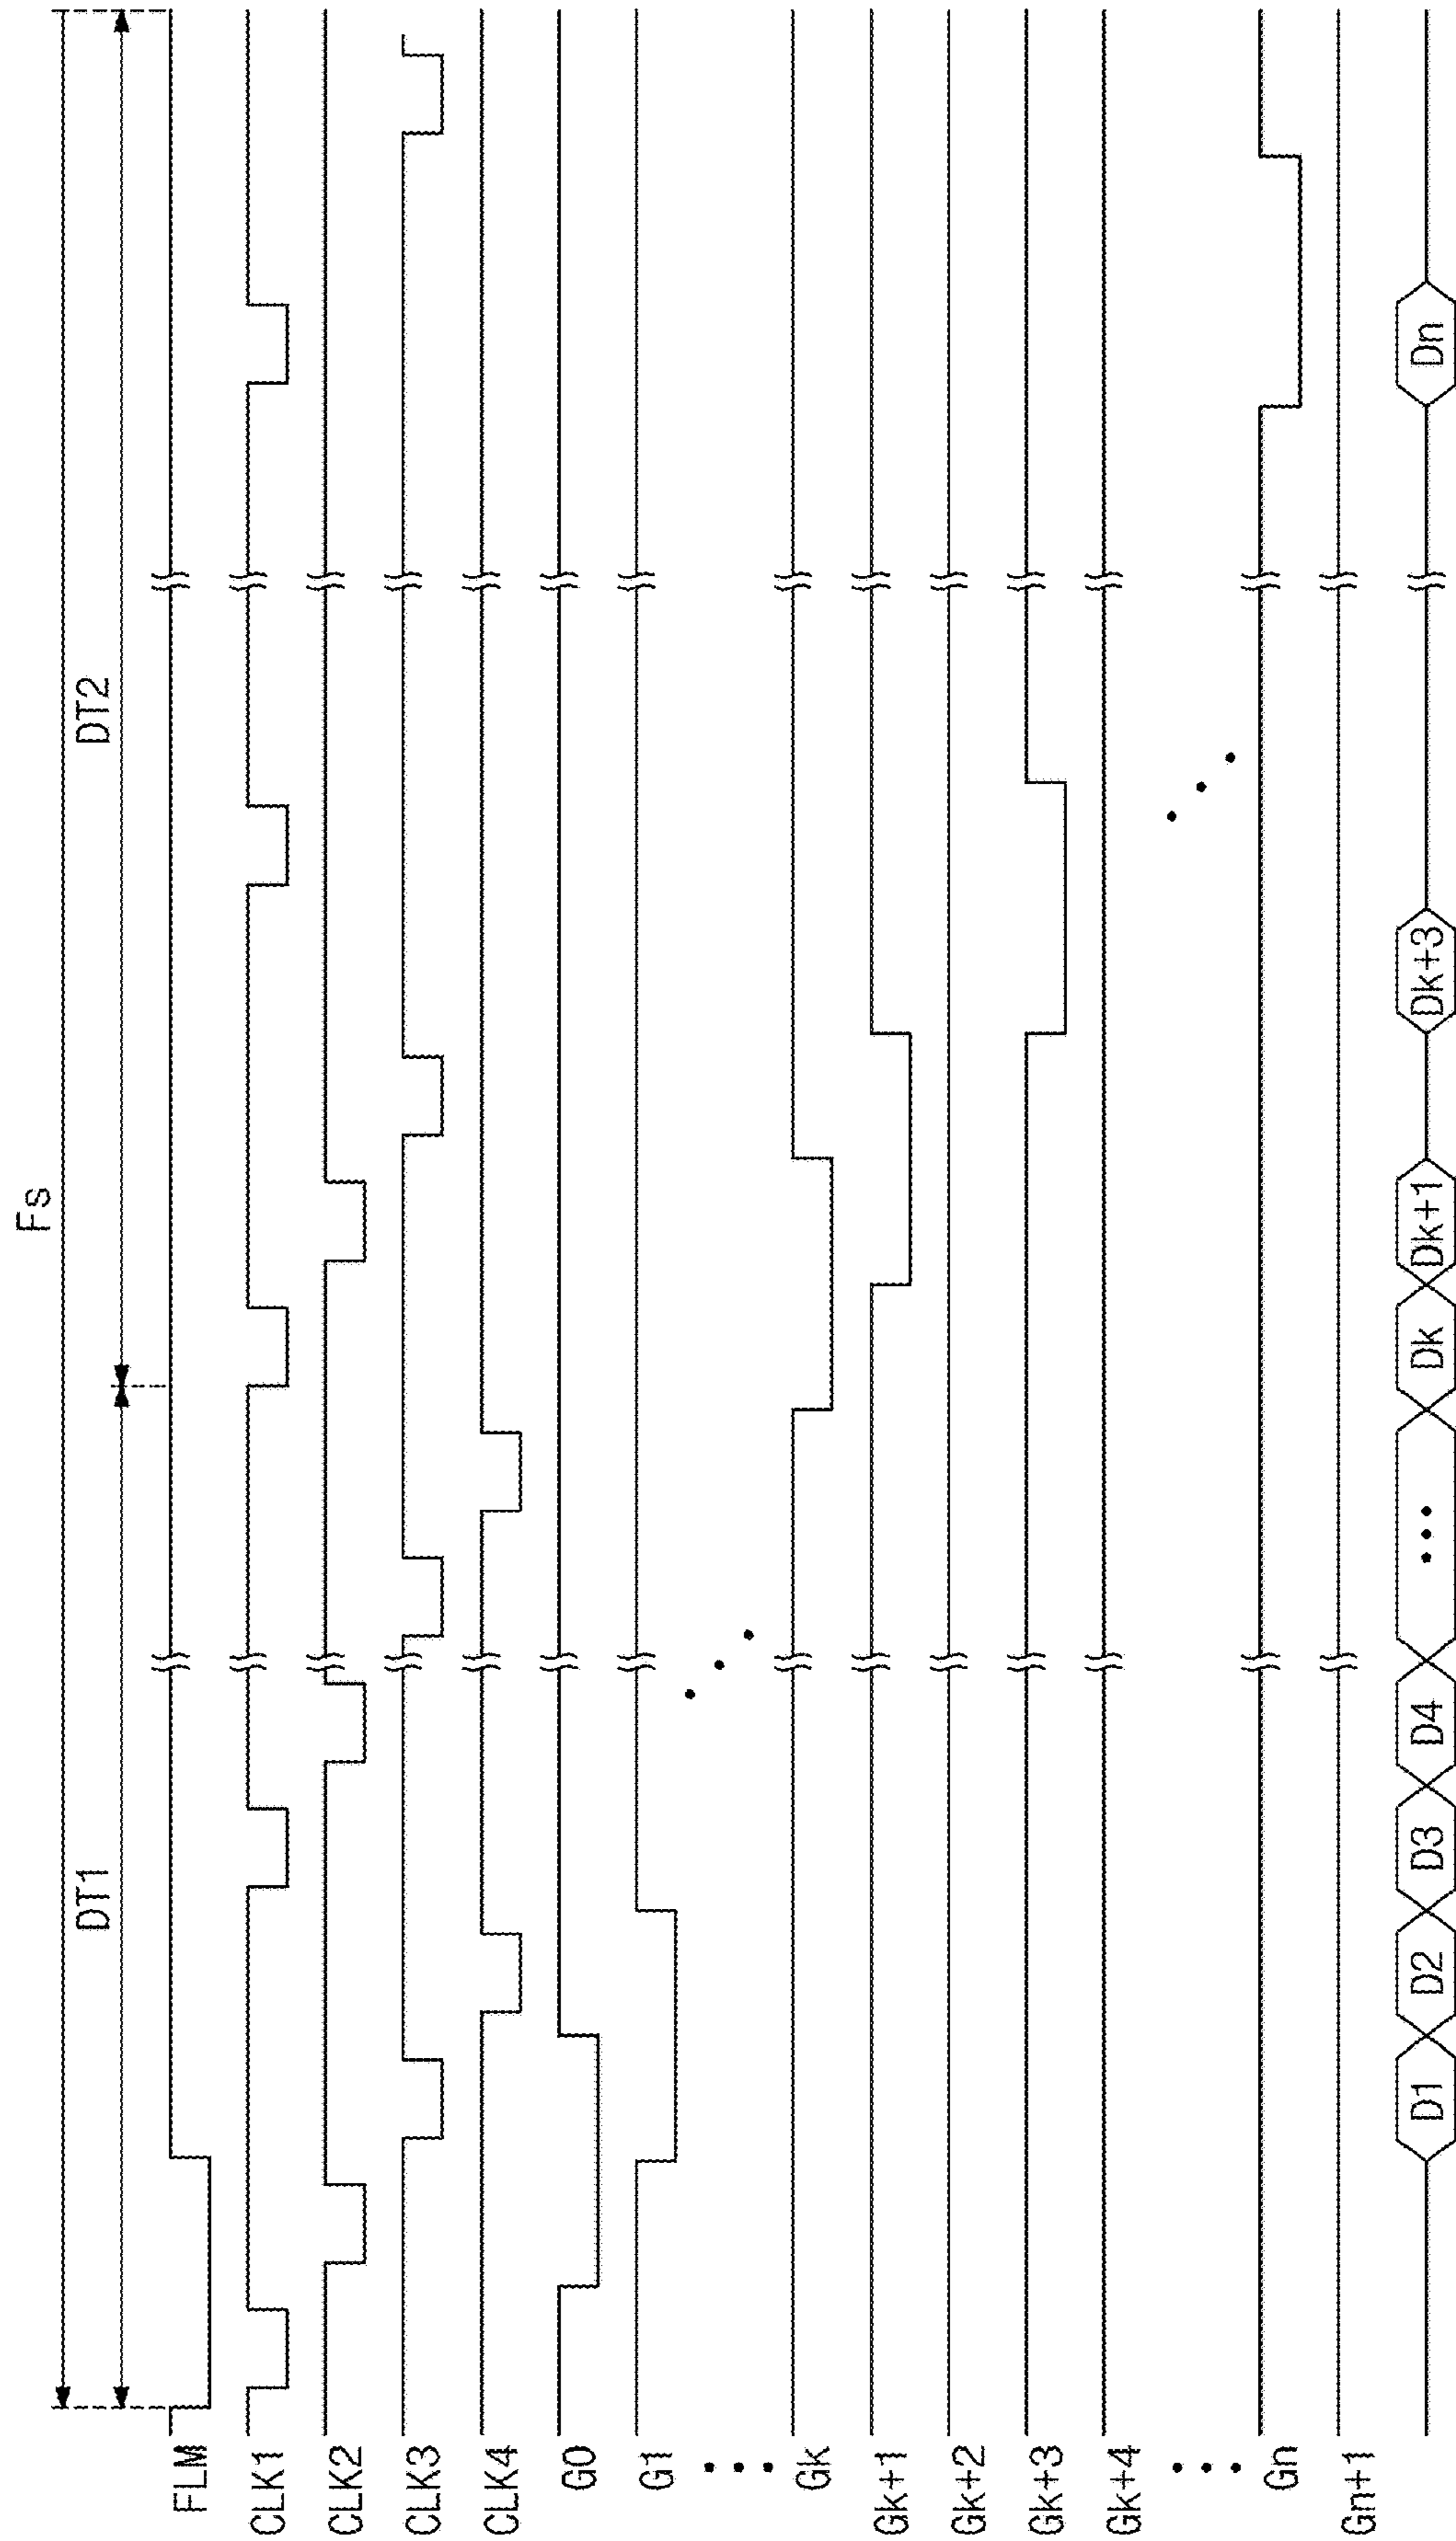 Fs
DT1 DT2
FLM
CLK1
CLK2
CLK3
CLK4
G0
G1
Gk
Gk+1
Gk+2
Gk+3
Gk+4
Gn
Gn+1
D1 D2 D3 D4 ••• Dk Dk+1 Dk+3 Dn